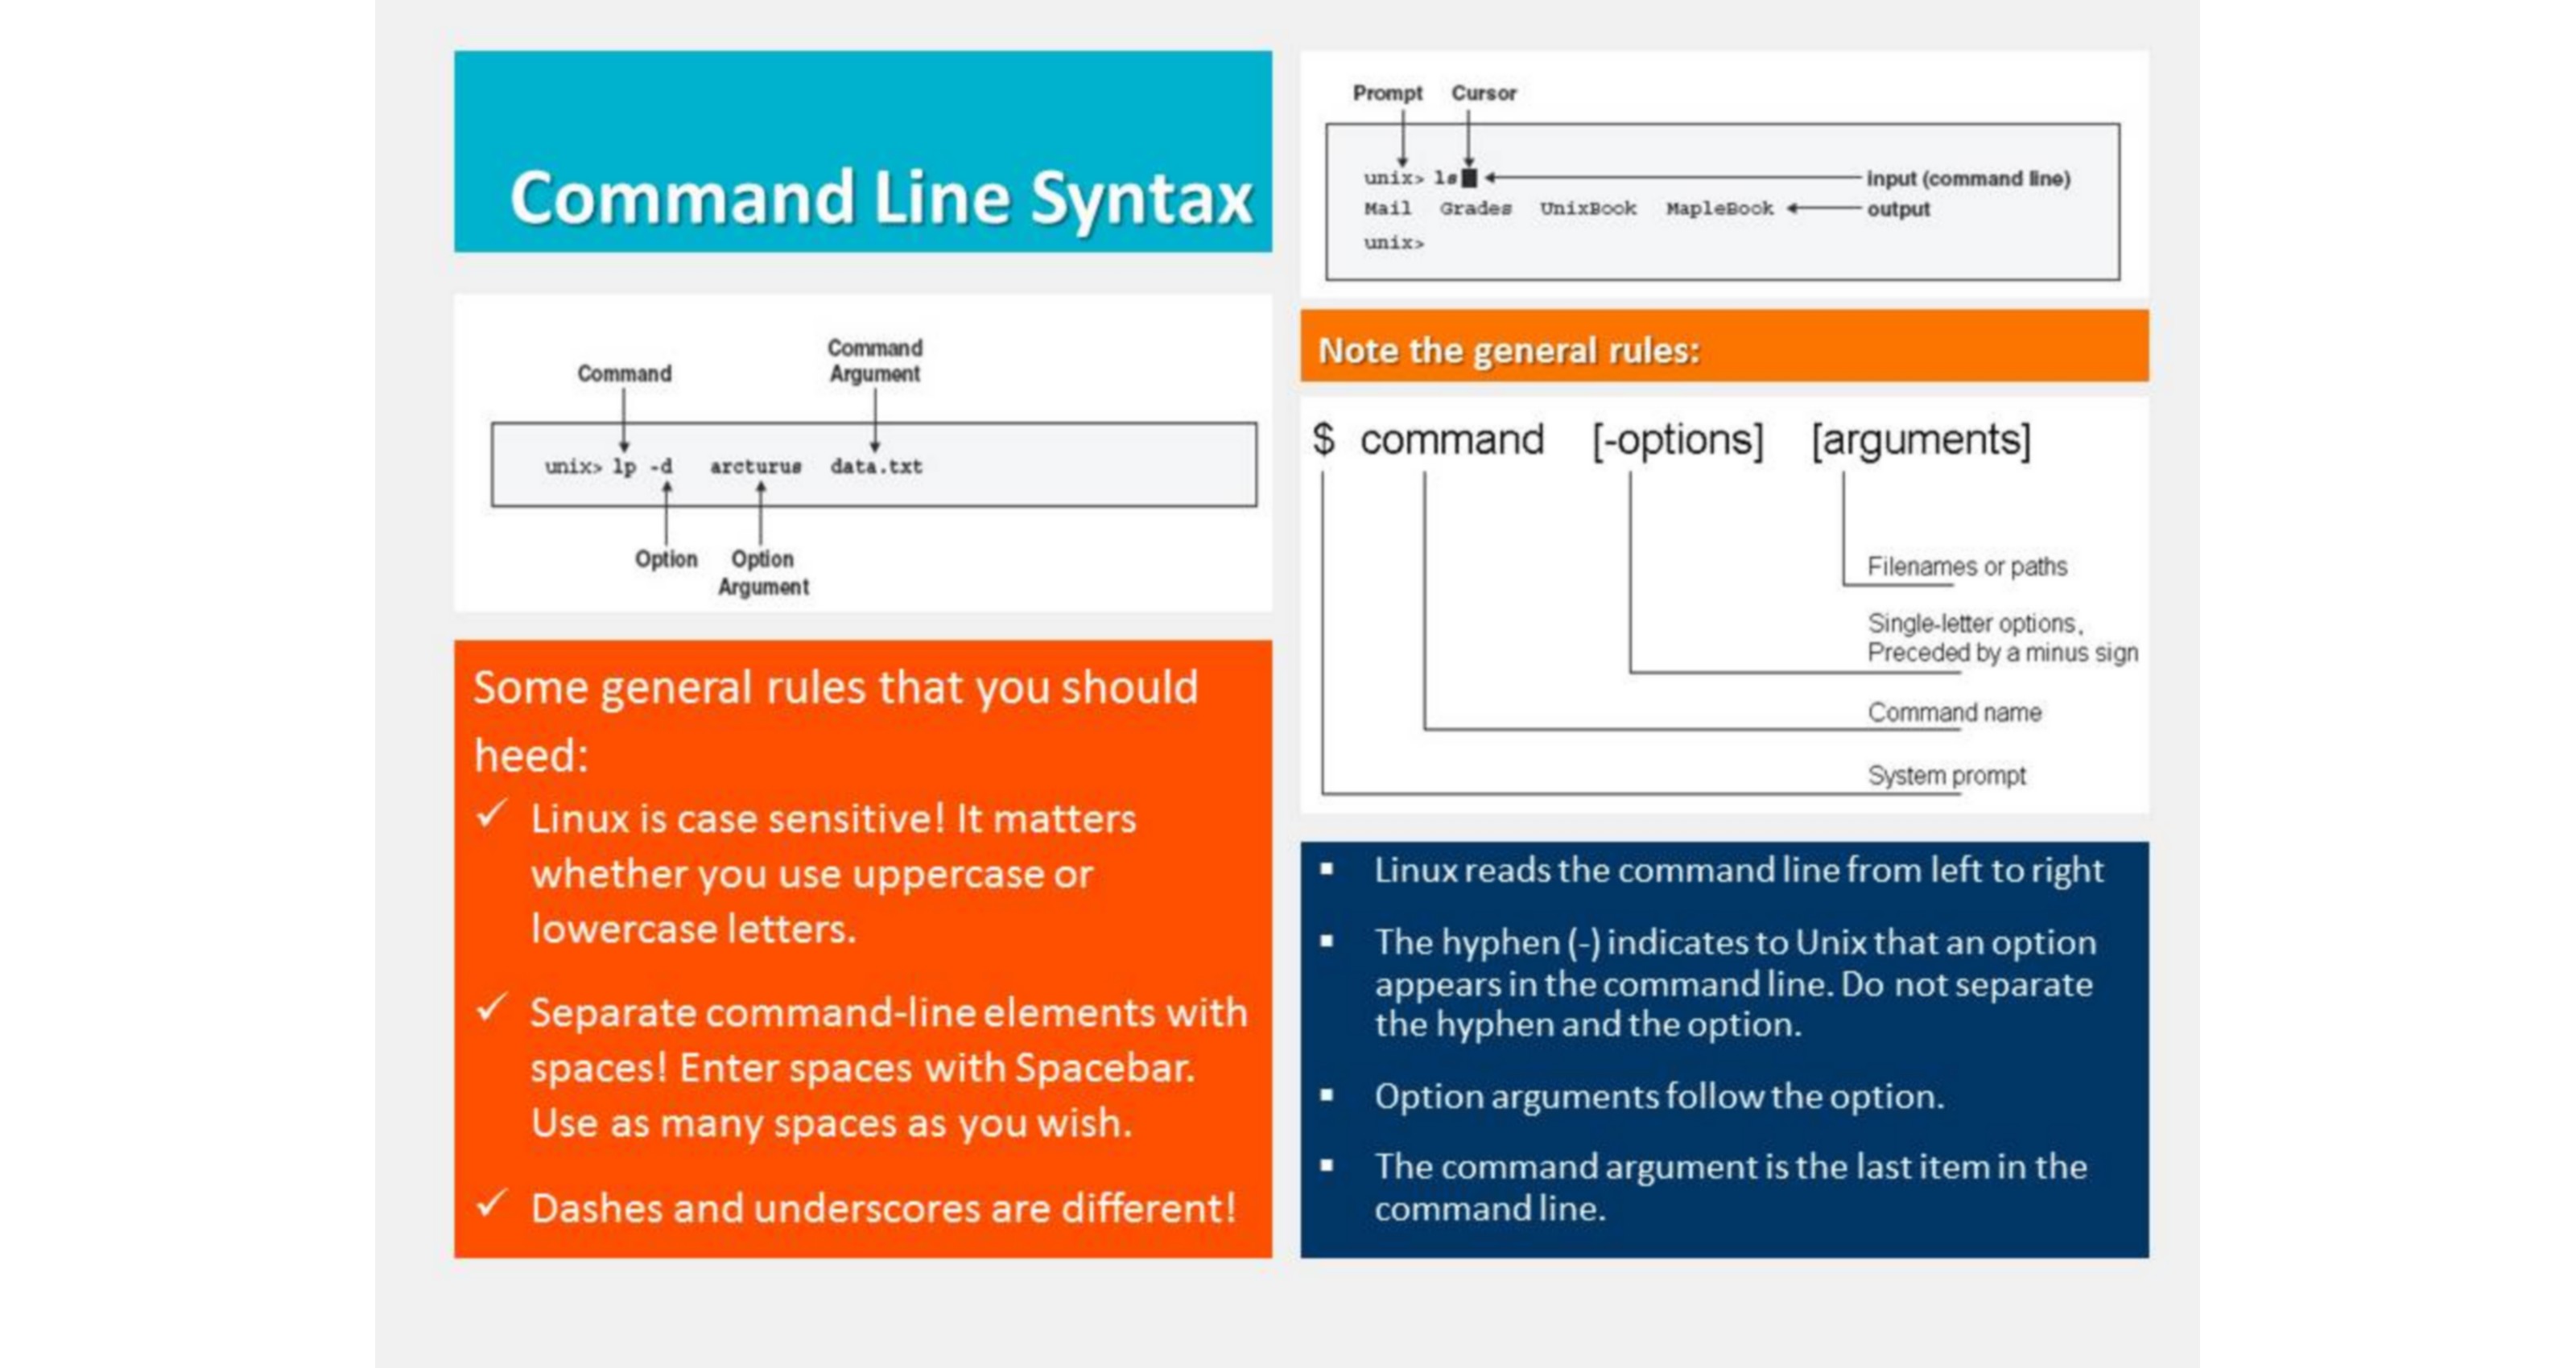 Command Line Syntax
Prompt Cursor
unix> ls
input (command line)
Mail Grades UnixBook MapleBook
output
unix>
Command
Command
Argument
unix> lp -d arcturus data.txt
Option
Option
Argument
Note the general rules:
$ command [-options] [arguments]
Filenames or paths
Single-letter options,
Preceded by a minus sign
Command name
System prompt
Some general rules that you should
heed:
✓ Linux is case sensitive! It matters
whether you use uppercase or
lowercase letters.
✓ Separate command-line elements with
spaces! Enter spaces with Spacebar.
Use as many spaces as you wish.
✓ Dashes and underscores are different!
▪ Linux reads the command line from left to right
▪ The hyphen (-) indicates to Unix that an option
appears in the command line. Do not separate
the hyphen and the option.
▪ Option arguments follow the option.
▪ The command argument is the last item in the
command line.